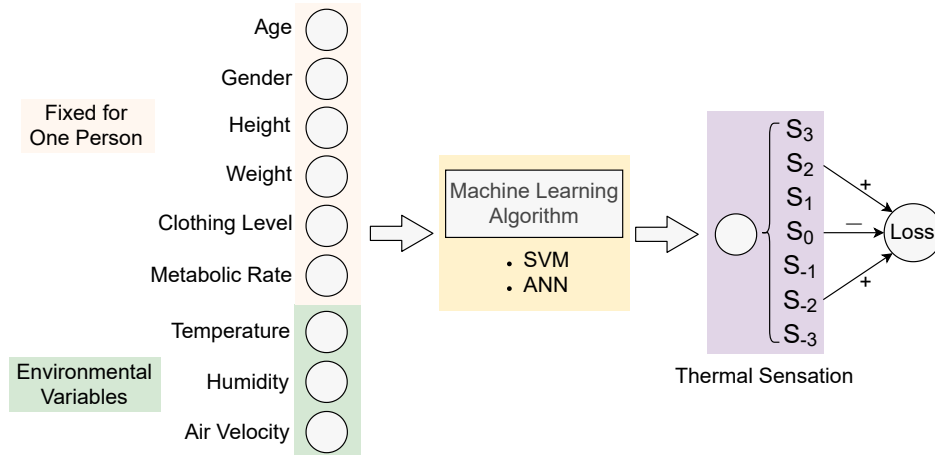 Age
Gender
Height
Weight
Clothing Level
Metabolic Rate
Temperature
Humidity
Air Velocity
Fixed for
One Person
Environmental
Variables
Machine Learning
Algorithm
• SVM
• ANN
S3
S2
S1
S0
S-1
S-2
S-3
+
−
+
Loss
Thermal Sensation